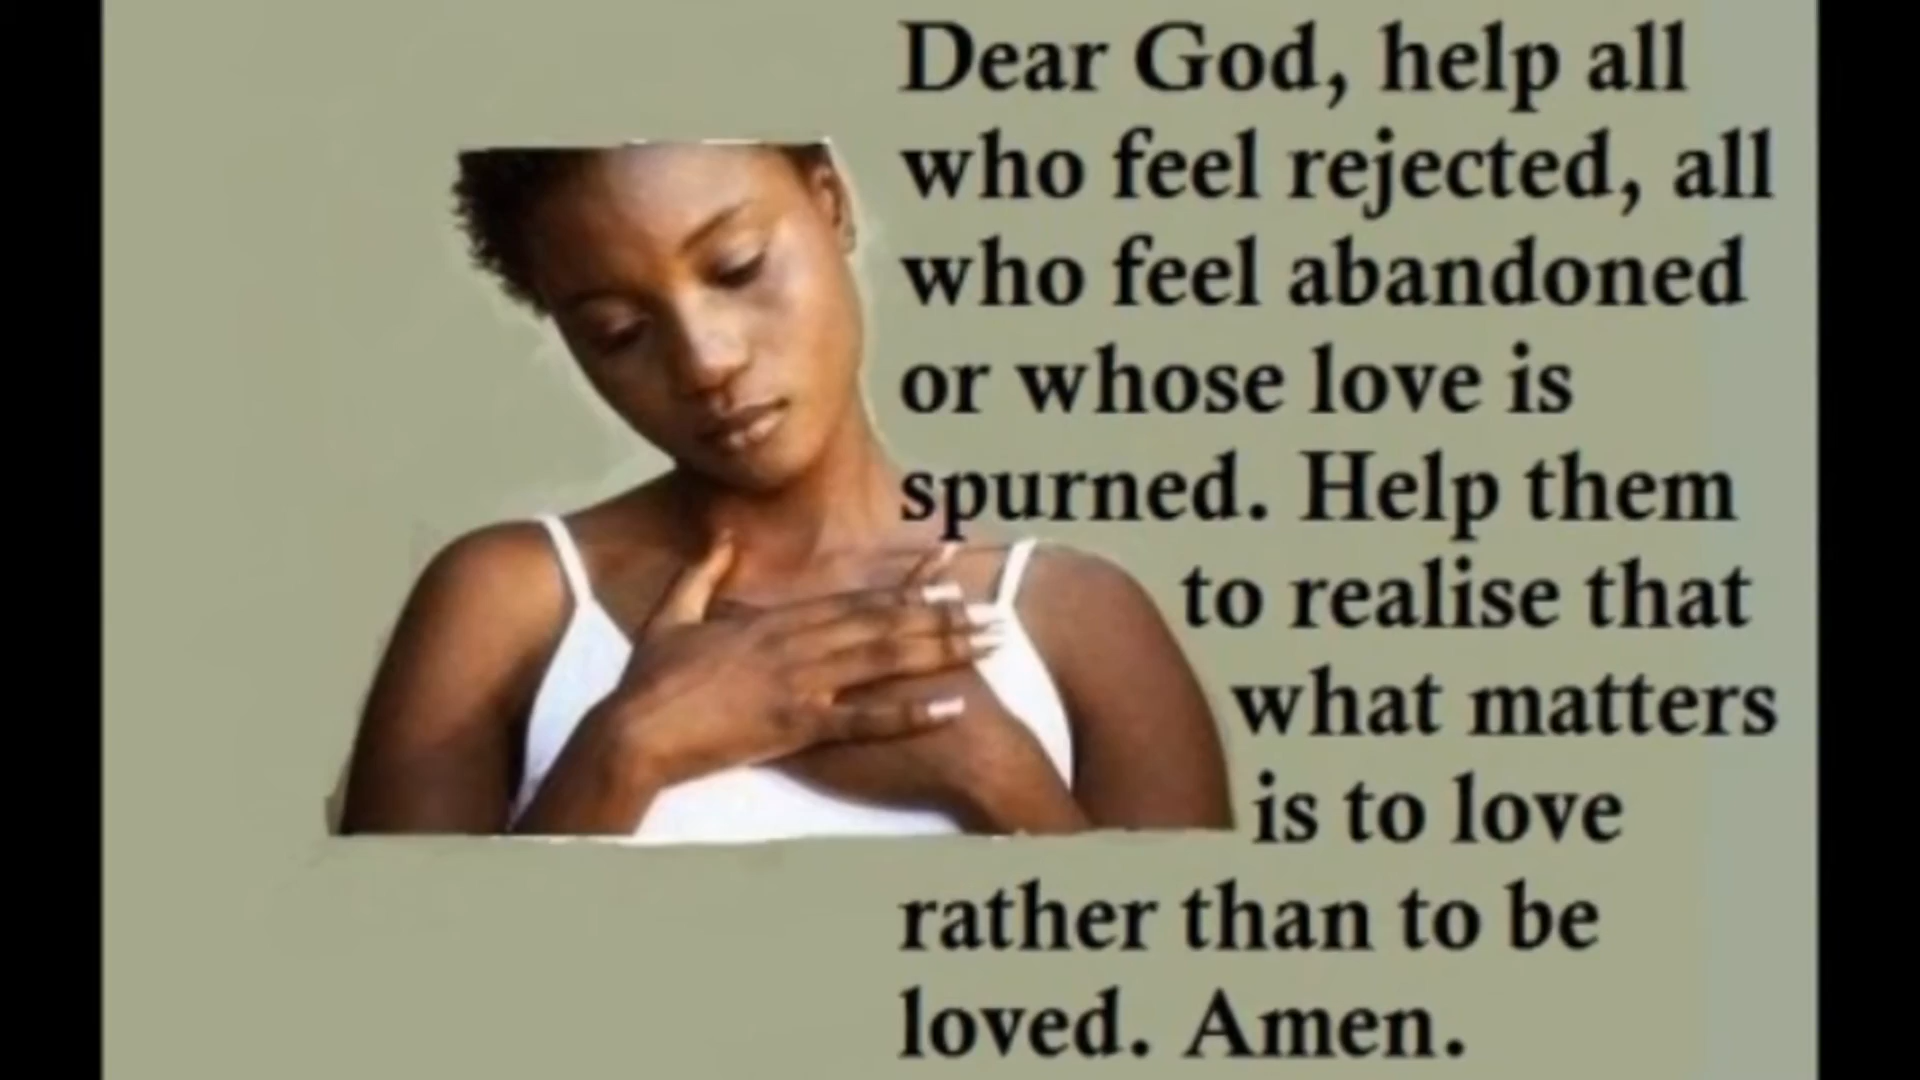 Dear God, help all
who feel rejected, all
who feel abandoned
or whose love is
spurned. Help them
to realise that
what matters
is to love
rather than to be
loved. Amen.